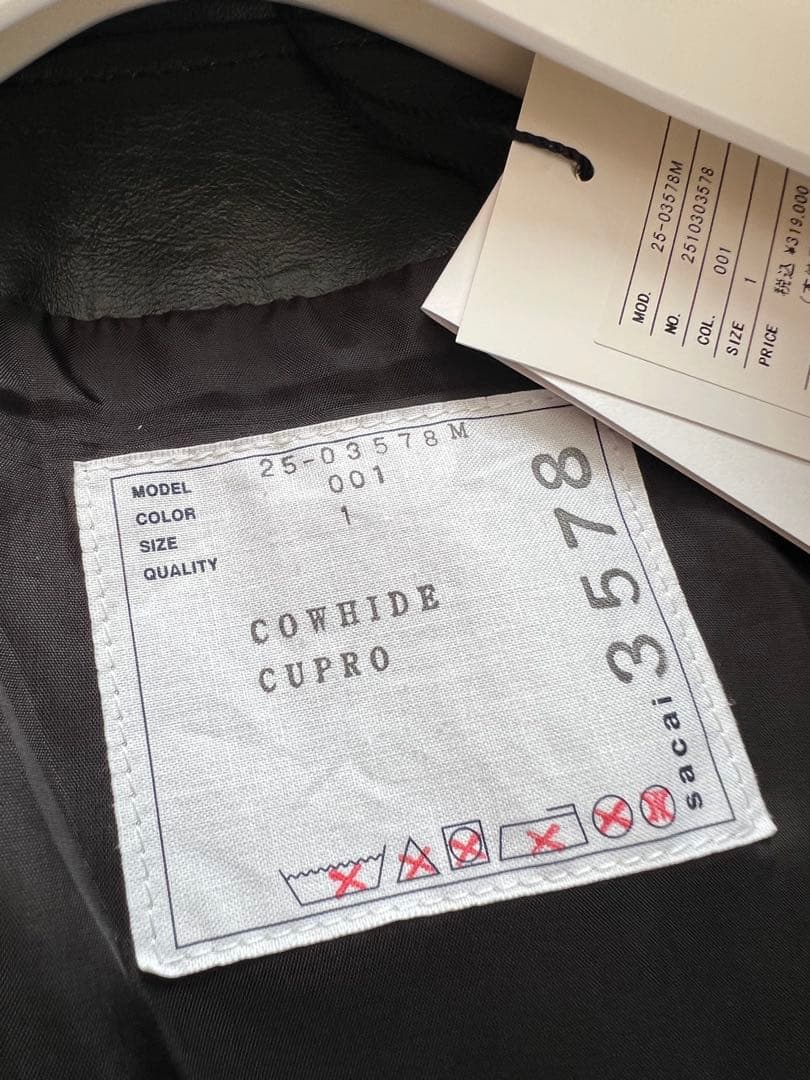 MOD. 25-03578M
NO. 2510303578
COL. 001
SIZE 1
PRICE 税込 ¥319,000
MODEL 25-03578M
COLOR 001
SIZE 1
QUALITY
COWHIDE
CUPRO
3578
sacai